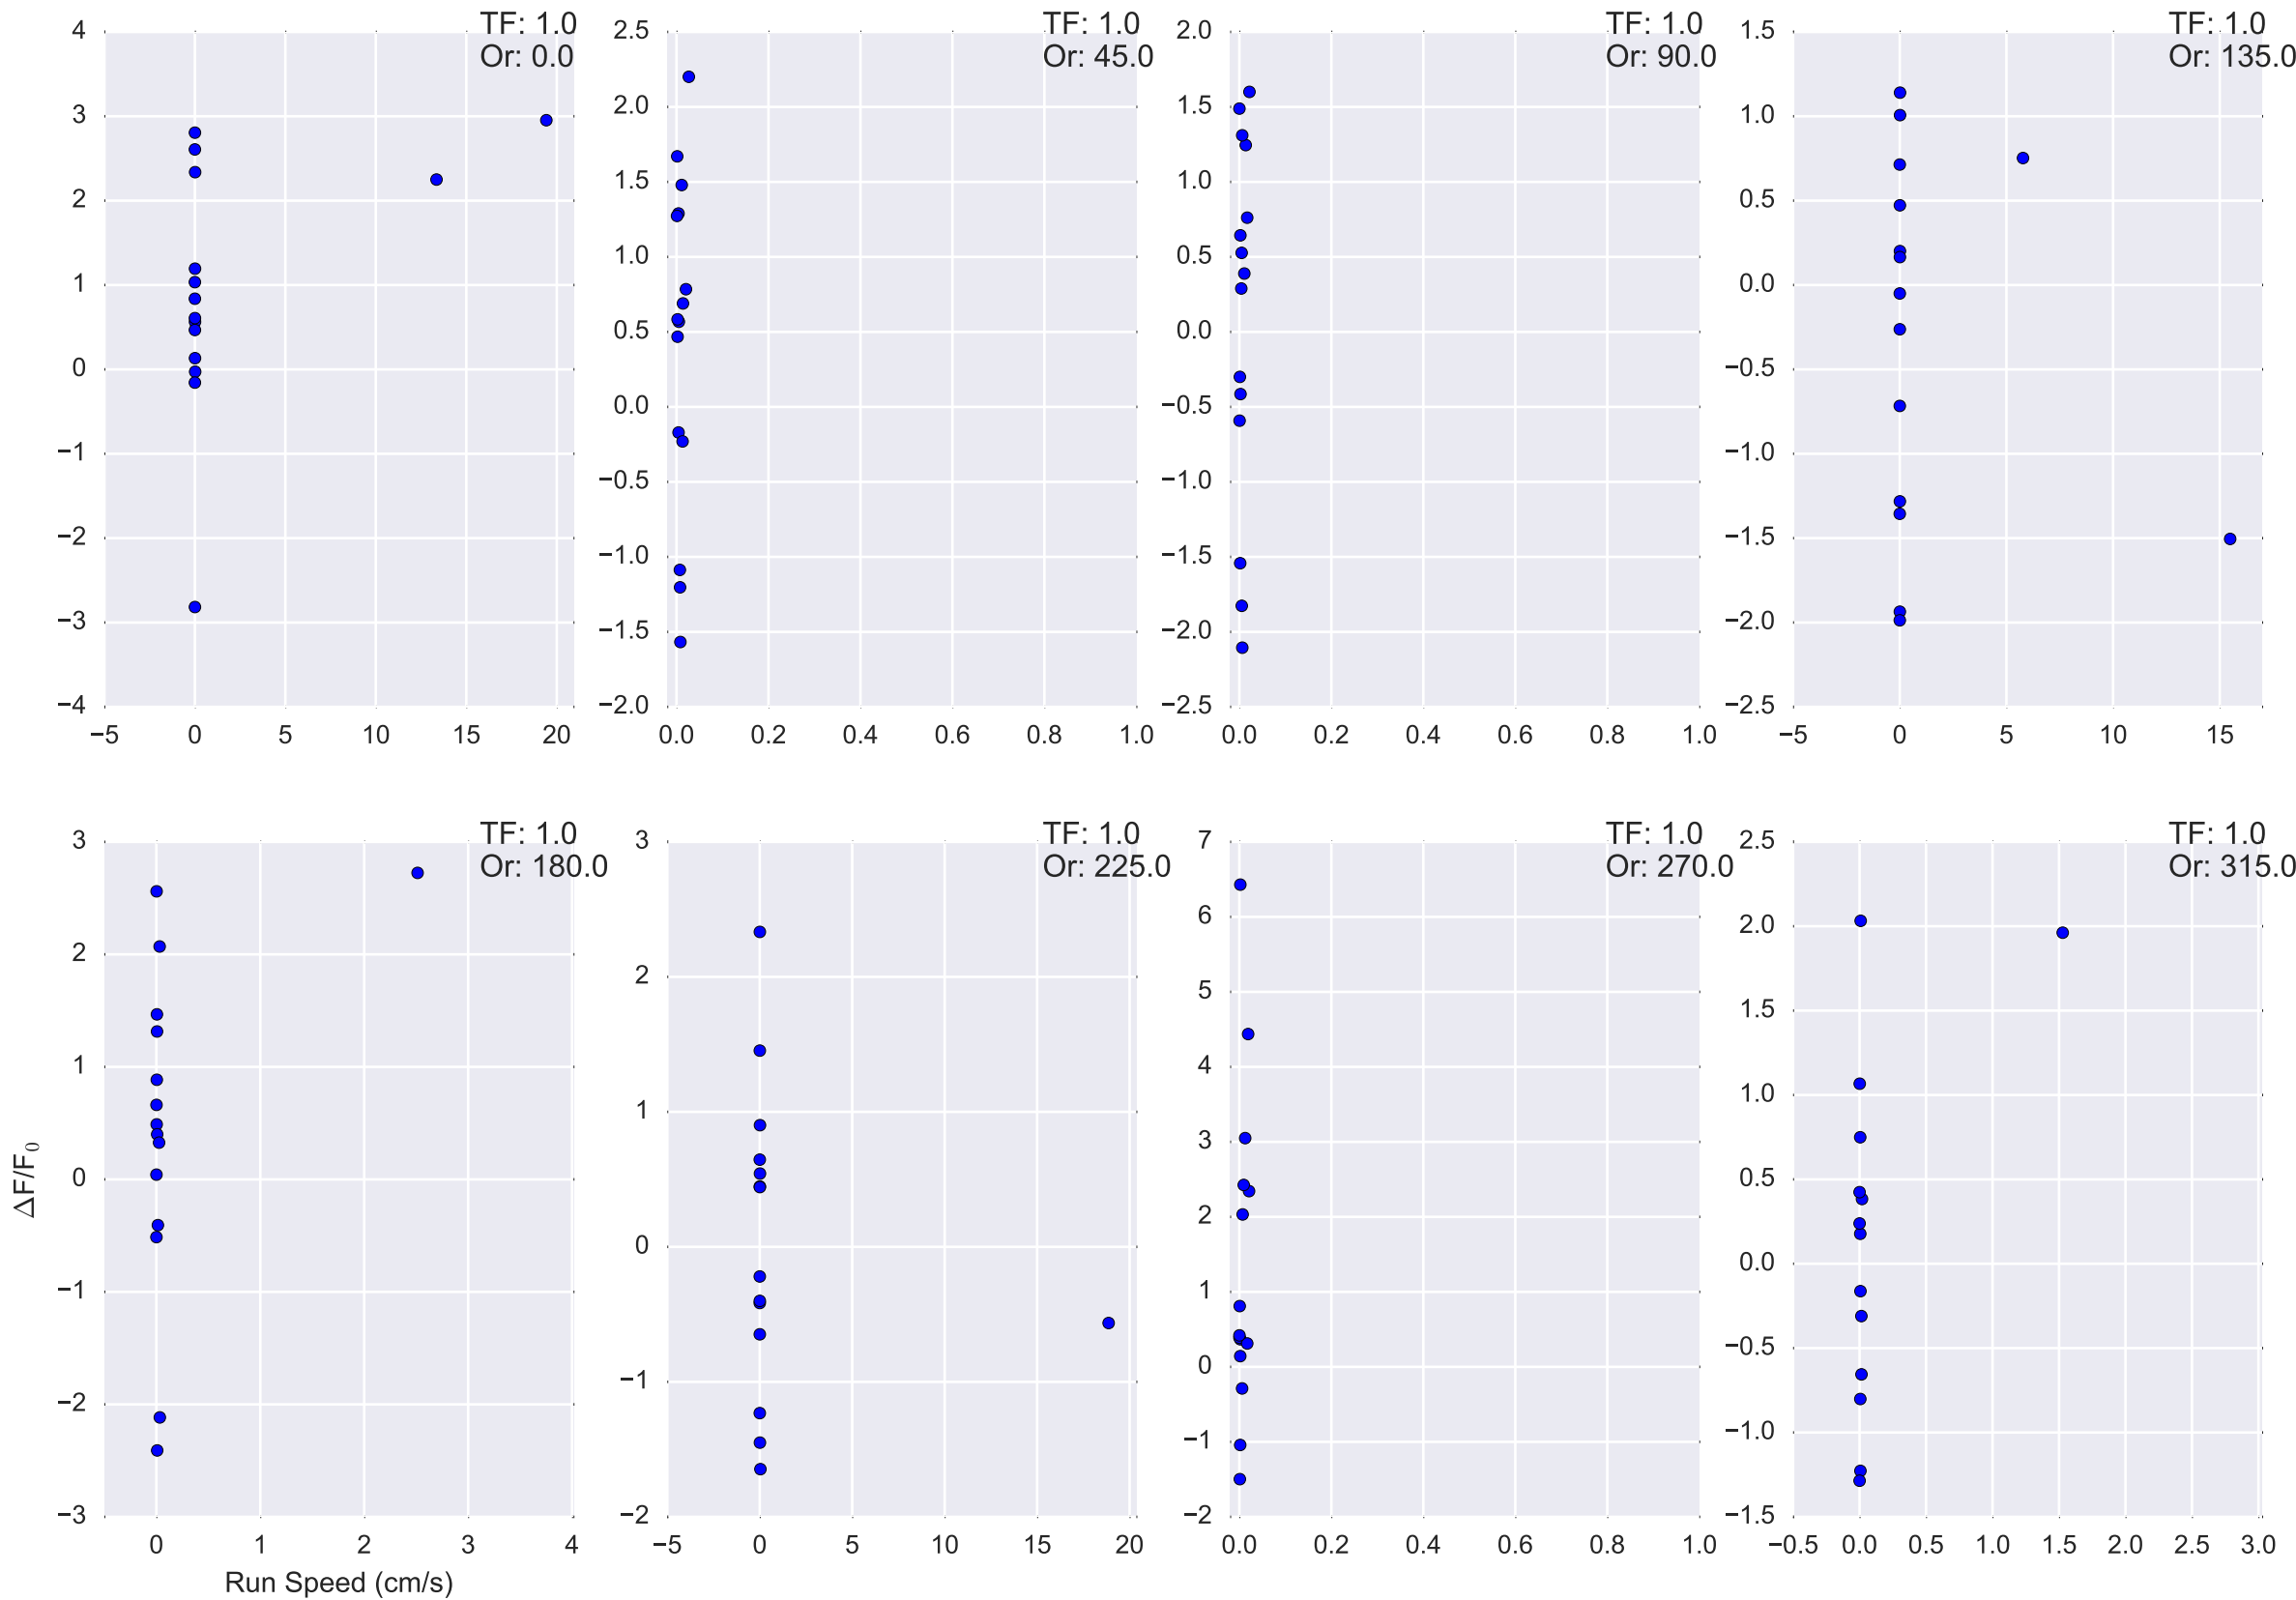 TF: 1.0
Or: 0.0
4
3
2
1
0
−1
−2
−3
−4
−5 0 5 10 15 20
TF: 1.0
Or: 45.0
2.5
2.0
1.5
1.0
0.5
0.0
−0.5
−1.0
−1.5
−2.0
0.0 0.2 0.4 0.6 0.8 1.0
TF: 1.0
Or: 90.0
2.0
1.5
1.0
0.5
0.0
−0.5
−1.0
−1.5
−2.0
−2.5
0.0 0.2 0.4 0.6 0.8 1.0
TF: 1.0
Or: 135.0
1.5
1.0
0.5
0.0
−0.5
−1.0
−1.5
−2.0
−2.5
−5 0 5 10 15
TF: 1.0
Or: 180.0
3
2
1
0
−1
−2
−3
0 1 2 3 4
ΔF/F₀
Run Speed (cm/s)
TF: 1.0
Or: 225.0
3
2
1
0
−1
−2
−5 0 5 10 15 20
TF: 1.0
Or: 270.0
7
6
5
4
3
2
1
0
−1
−2
0.0 0.2 0.4 0.6 0.8 1.0
TF: 1.0
Or: 315.0
2.5
2.0
1.5
1.0
0.5
0.0
−0.5
−1.0
−1.5
−0.5 0.0 0.5 1.0 1.5 2.0 2.5 3.0